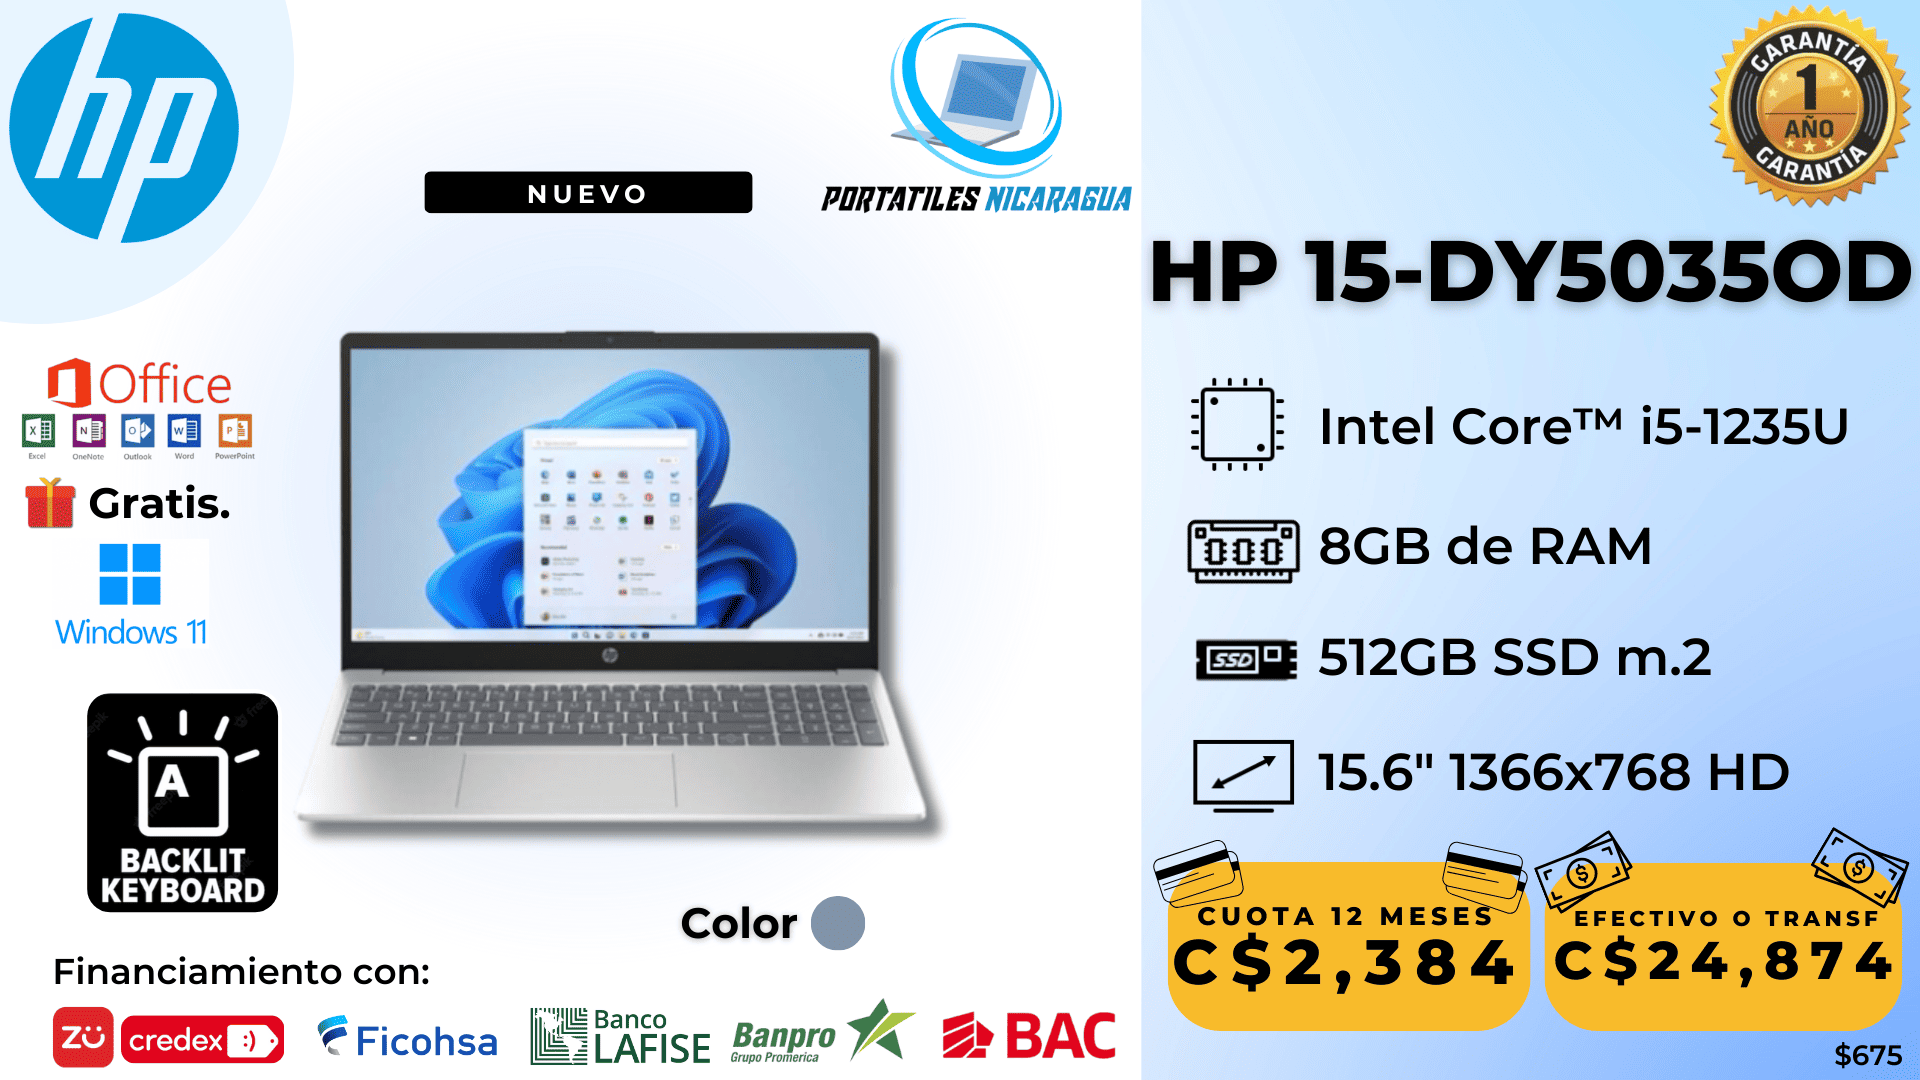 hp
NUEVO
PORTATILES NICARAGUA
GARANTÍA
1
AÑO
GARANTÍA
HP 15-DY5035OD
Office
Excel
OneNote
Outlook
Word
PowerPoint
Gratis.
Windows 11
Intel Core™ i5-1235U
8GB de RAM
SSD
512GB SSD m.2
15.6" 1366x768 HD
A
BACKLIT
KEYBOARD
Color
CUOTA 12 MESES
C$2,384
EFECTIVO O TRANSF
C$24,874
Financiamiento con:
ZU
credex
Ficohsa
Banco
LAFISE
Banpro
Grupo Promerica
BAC
$675